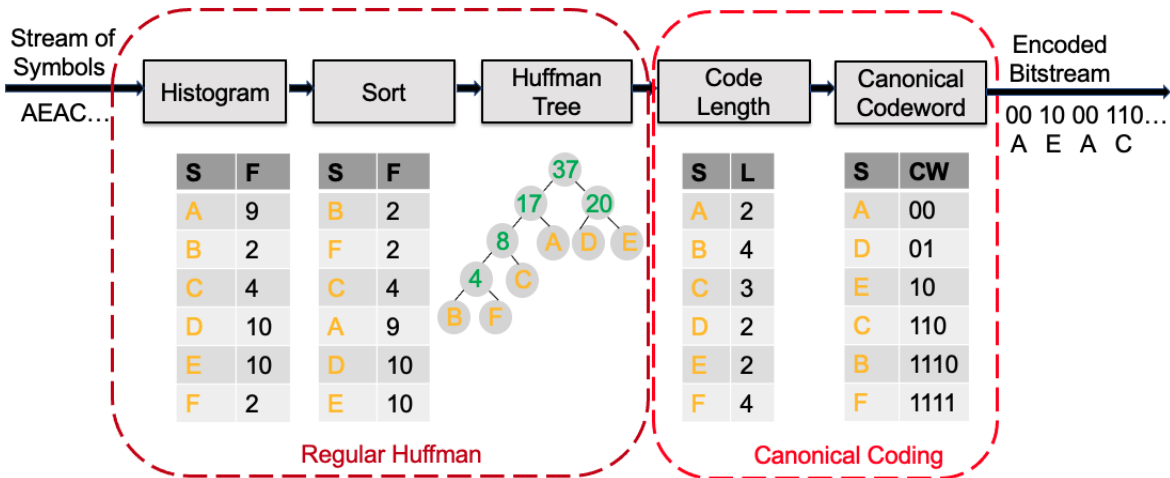 Stream of
Symbols
AEAC...
Histogram
Sort
Huffman
Tree
Code
Length
Canonical
Codeword
Encoded
Bitstream
00 10 00 110...
A E A C
S F
A 9
B 2
C 4
D 10
E 10
F 2
S F
B 2
F 2
C 4
A 9
D 10
E 10
37
17 20
8 A D E
4 C
B F
S L
A 2
B 4
C 3
D 2
E 2
F 4
S CW
A 00
D 01
E 10
C 110
B 1110
F 1111
Regular Huffman
Canonical Coding